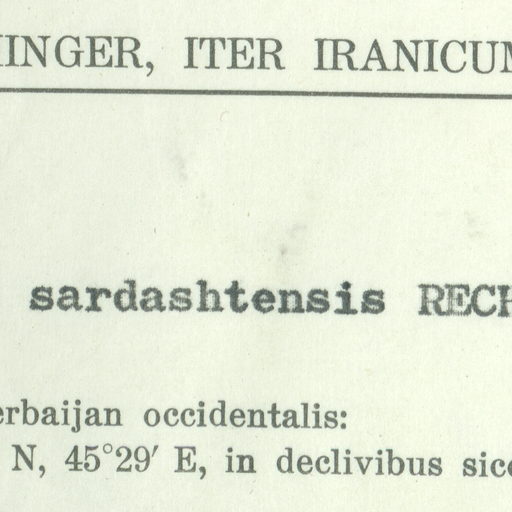 INGER, ITER IRANICUM
sardashtensis RECH
erbaijan occidentalis:
N, 45°29′ E, in declivibus sicc